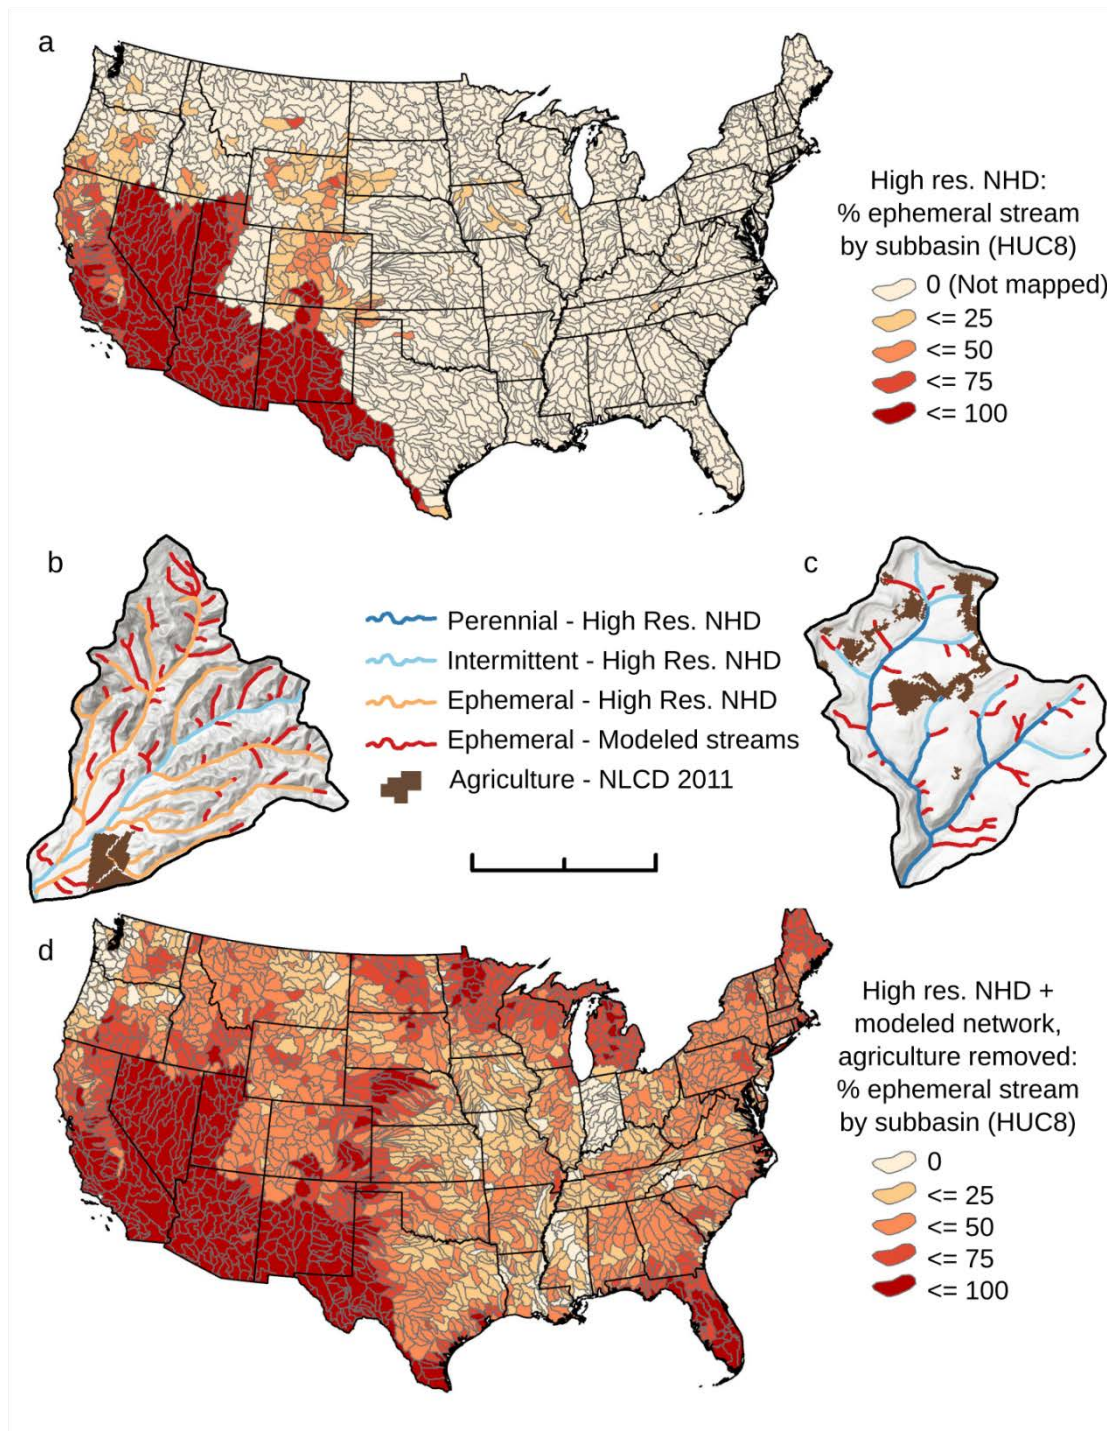 a
High res. NHD:
% ephemeral stream
by subbasin (HUC8)
0 (Not mapped)
<= 25
<= 50
<= 75
<= 100
b
c
Perennial - High Res. NHD
Intermittent - High Res. NHD
Ephemeral - High Res. NHD
Ephemeral - Modeled streams
Agriculture - NLCD 2011
d
High res. NHD +
modeled network,
agriculture removed:
% ephemeral stream
by subbasin (HUC8)
0
<= 25
<= 50
<= 75
<= 100